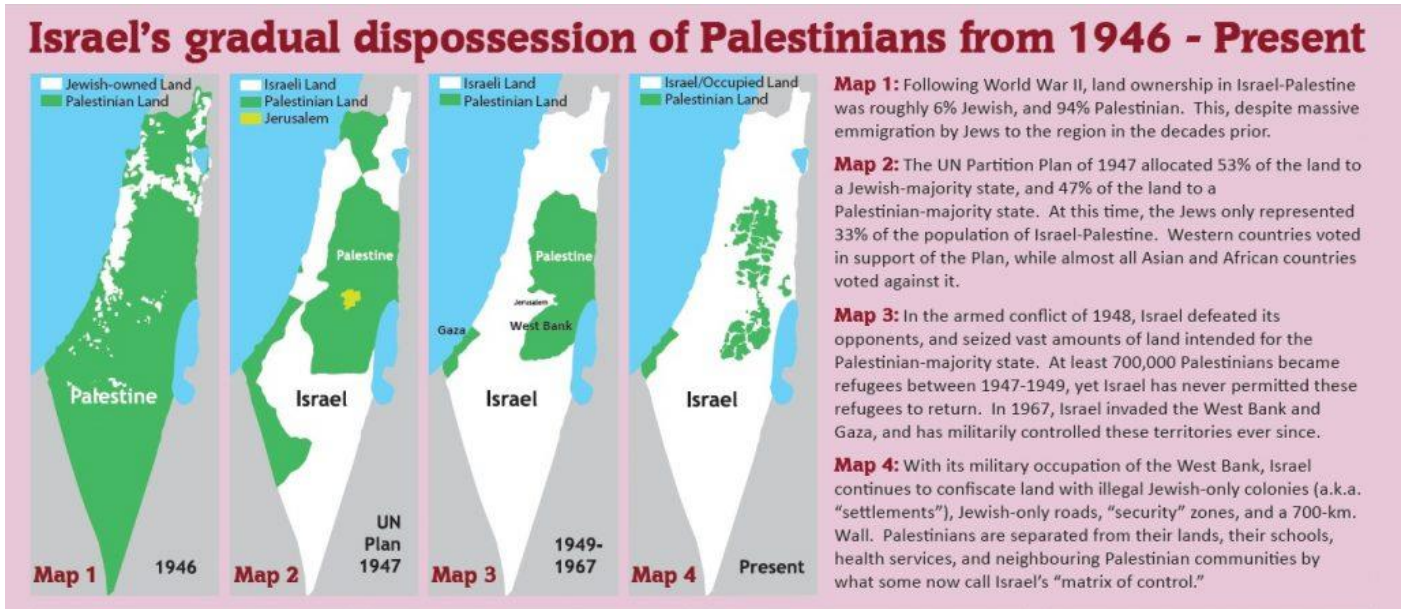 Israel's gradual dispossession of Palestinians from 1946 - Present
Jewish-owned Land
Palestinian Land
Palestine
Map 1
1946
Israeli Land
Palestinian Land
Jerusalem
Palestine
Israel
UN
Plan
1947
Map 2
Israeli Land
Palestinian Land
Palestine
Jerusalem
West Bank
Gaza
Israel
1949-
1967
Map 3
Israel/Occupied Land
Palestinian Land
Israel
Map 4
Present
Map 1: Following World War II, land ownership in Israel-Palestine
was roughly 6% Jewish, and 94% Palestinian. This, despite massive
emmigration by Jews to the region in the decades prior.
Map 2: The UN Partition Plan of 1947 allocated 53% of the land to
a Jewish-majority state, and 47% of the land to a
Palestinian-majority state. At this time, the Jews only represented
33% of the population of Israel-Palestine. Western countries voted
in support of the Plan, while almost all Asian and African countries
voted against it.
Map 3: In the armed conflict of 1948, Israel defeated its
opponents, and seized vast amounts of land intended for the
Palestinian-majority state. At least 700,000 Palestinians became
refugees between 1947-1949, yet Israel has never permitted these
refugees to return. In 1967, Israel invaded the West Bank and
Gaza, and has militarily controlled these territories ever since.
Map 4: With its military occupation of the West Bank, Israel
continues to confiscate land with illegal Jewish-only colonies (a.k.a.
"settlements"), Jewish-only roads, "security" zones, and a 700-km.
Wall. Palestinians are separated from their lands, their schools,
health services, and neighbouring Palestinian communities by
what some now call Israel's "matrix of control."